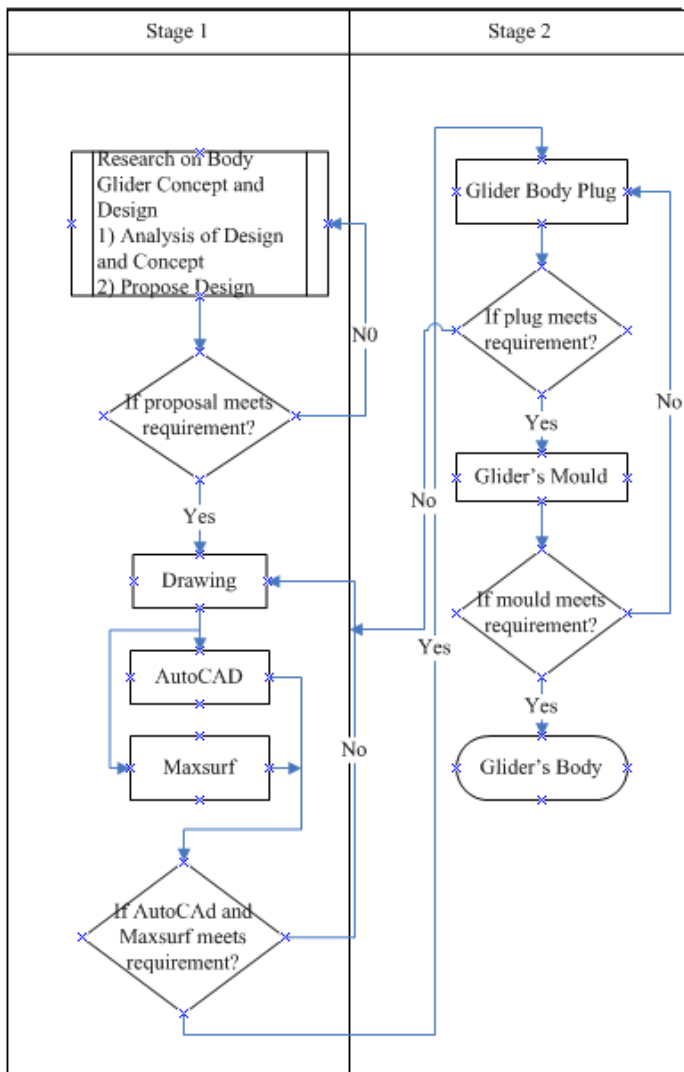 Stage 1
Stage 2
Research on Body
Glider Concept and
Design
1) Analysis of Design
and Concept
2) Propose Design
N0
If proposal meets
requirement?
Yes
Drawing
AutoCAD
Maxsurf
No
If AutoCAd and
Maxsurf meets
requirement?
Yes
Glider Body Plug
If plug meets
requirement?
No
Yes
Glider's Mould
No
If mould meets
requirement?
Yes
Glider's Body